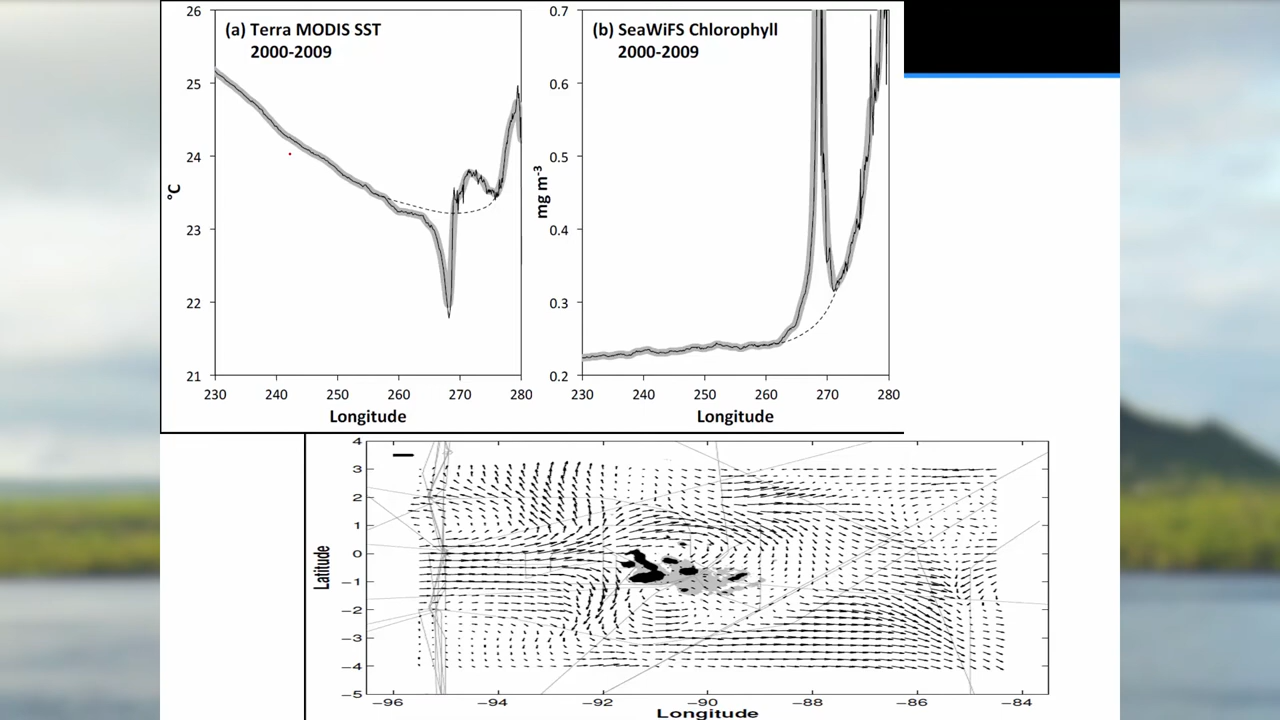 (a) Terra MODIS SST
2000-2009
26
25
24
23
22
21
°C
230 240 250 260 270 280
Longitude
(b) SeaWiFS Chlorophyll
2000-2009
0.7
0.6
0.5
0.4
0.3
0.2
mg m-3
230 240 250 260 270 280
Longitude
4
3
2
1
0
−1
−2
−3
−4
−5
Latitude
−96 −94 −92 −90 −88 −86 −84
Longitude